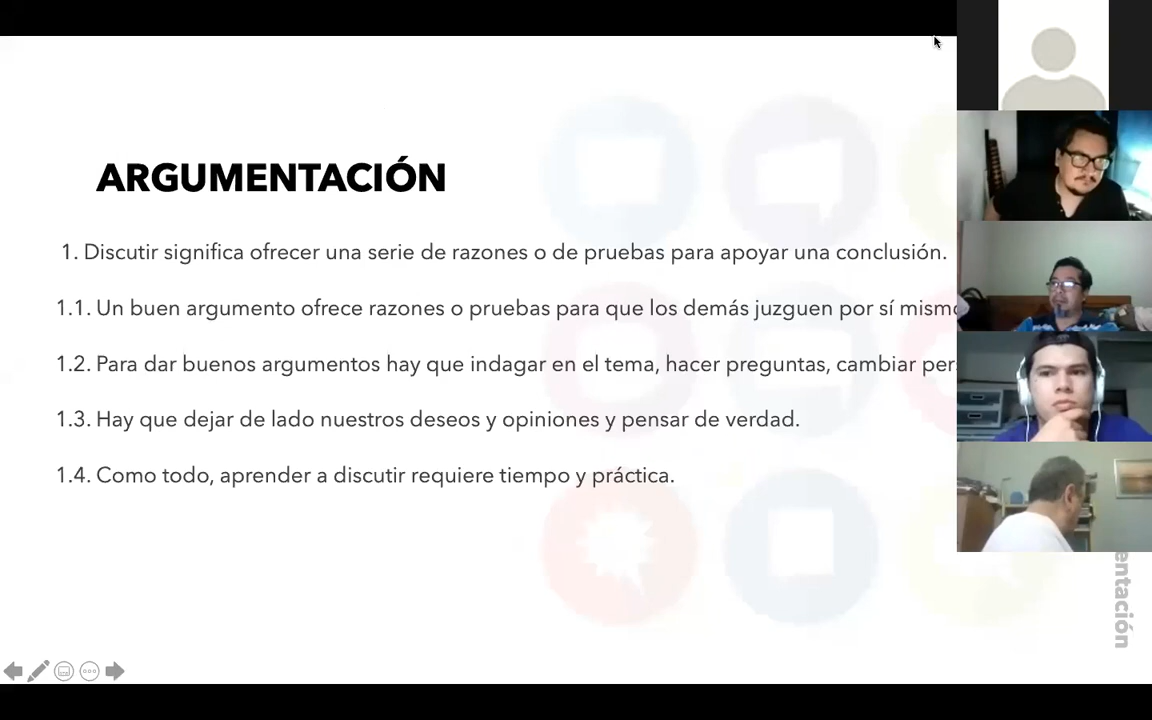 ARGUMENTACIÓN
1. Discutir significa ofrecer una serie de razones o de pruebas para apoyar una conclusión.
1.1. Un buen argumento ofrece razones o pruebas para que los demás juzguen por sí
1.2. Para dar buenos argumentos hay que indagar en el tema, hacer preguntas, cambiar
1.3. Hay que dejar de lado nuestros deseos y opiniones y pensar de verdad.
1.4. Como todo, aprender a discutir requiere tiempo y práctica.